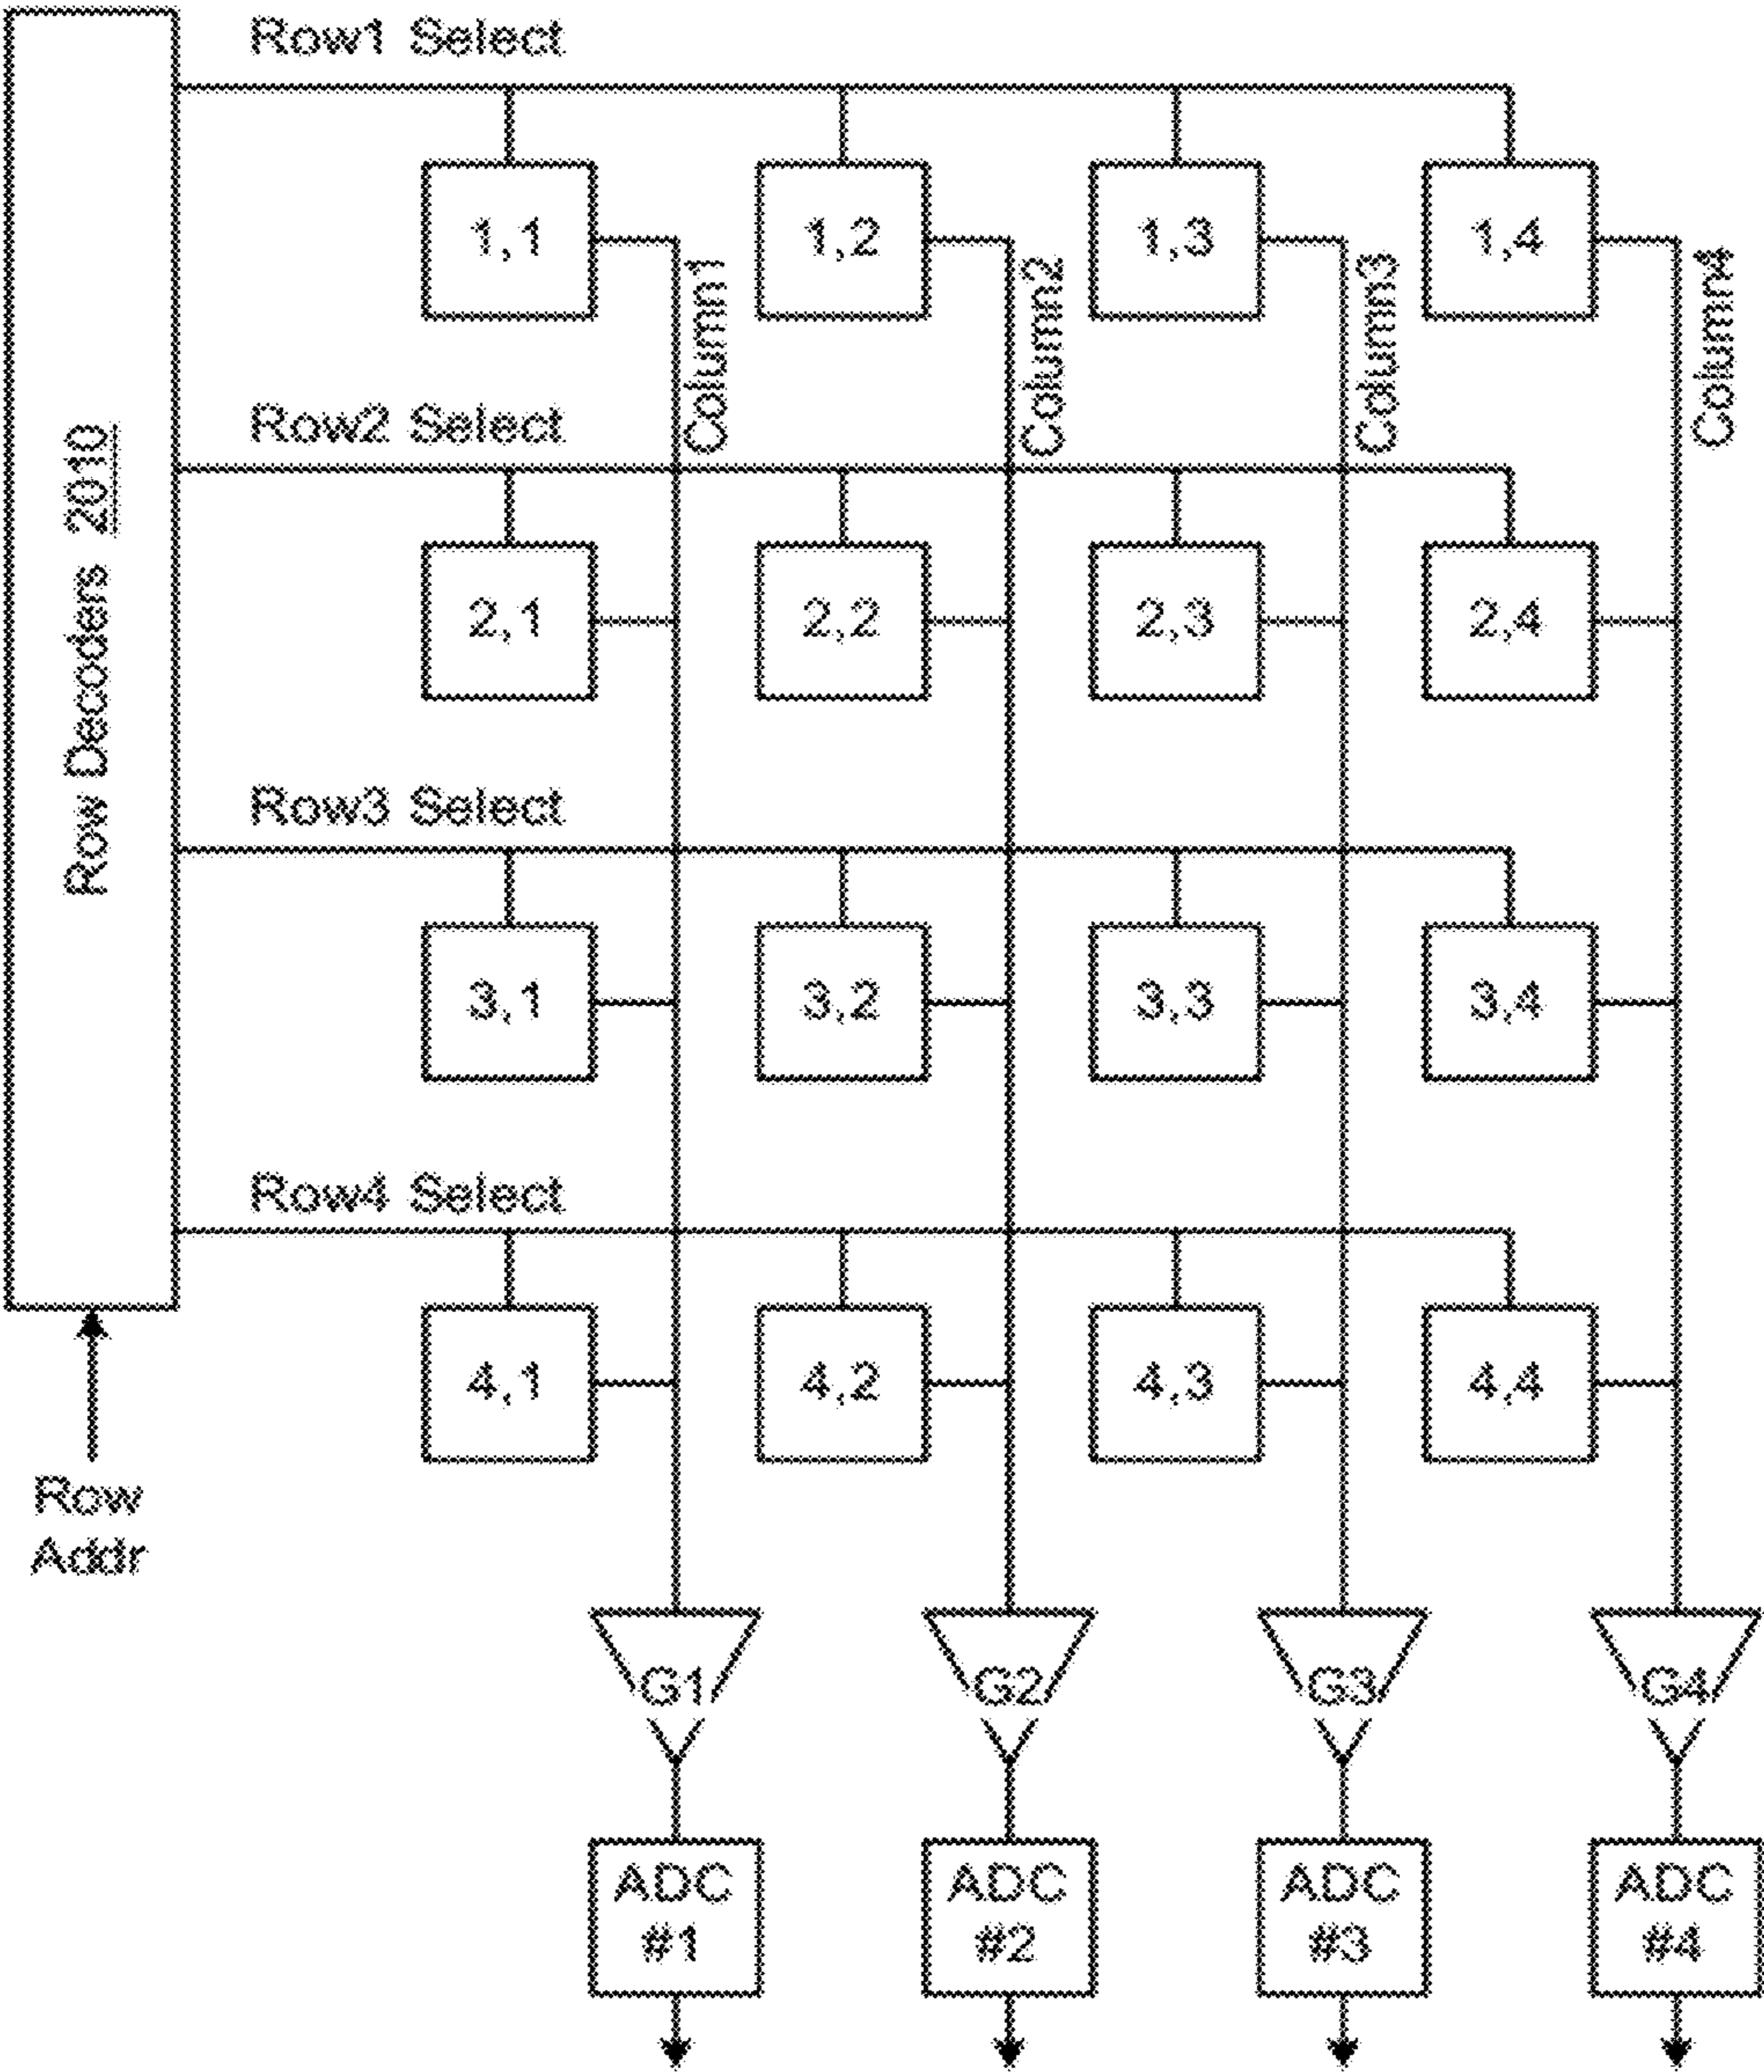 Row1 Select
1,1
1,2
1,3
1,4
Column1
Column2
Column3
Column4
Row Decoders 2010
Row2 Select
2,1
2,2
2,3
2,4
Row3 Select
3,1
3,2
3,3
3,4
Row4 Select
4,1
4,2
4,3
4,4
Row
Addr
G1
G2
G3
G4
ADC
#1
ADC
#2
ADC
#3
ADC
#4